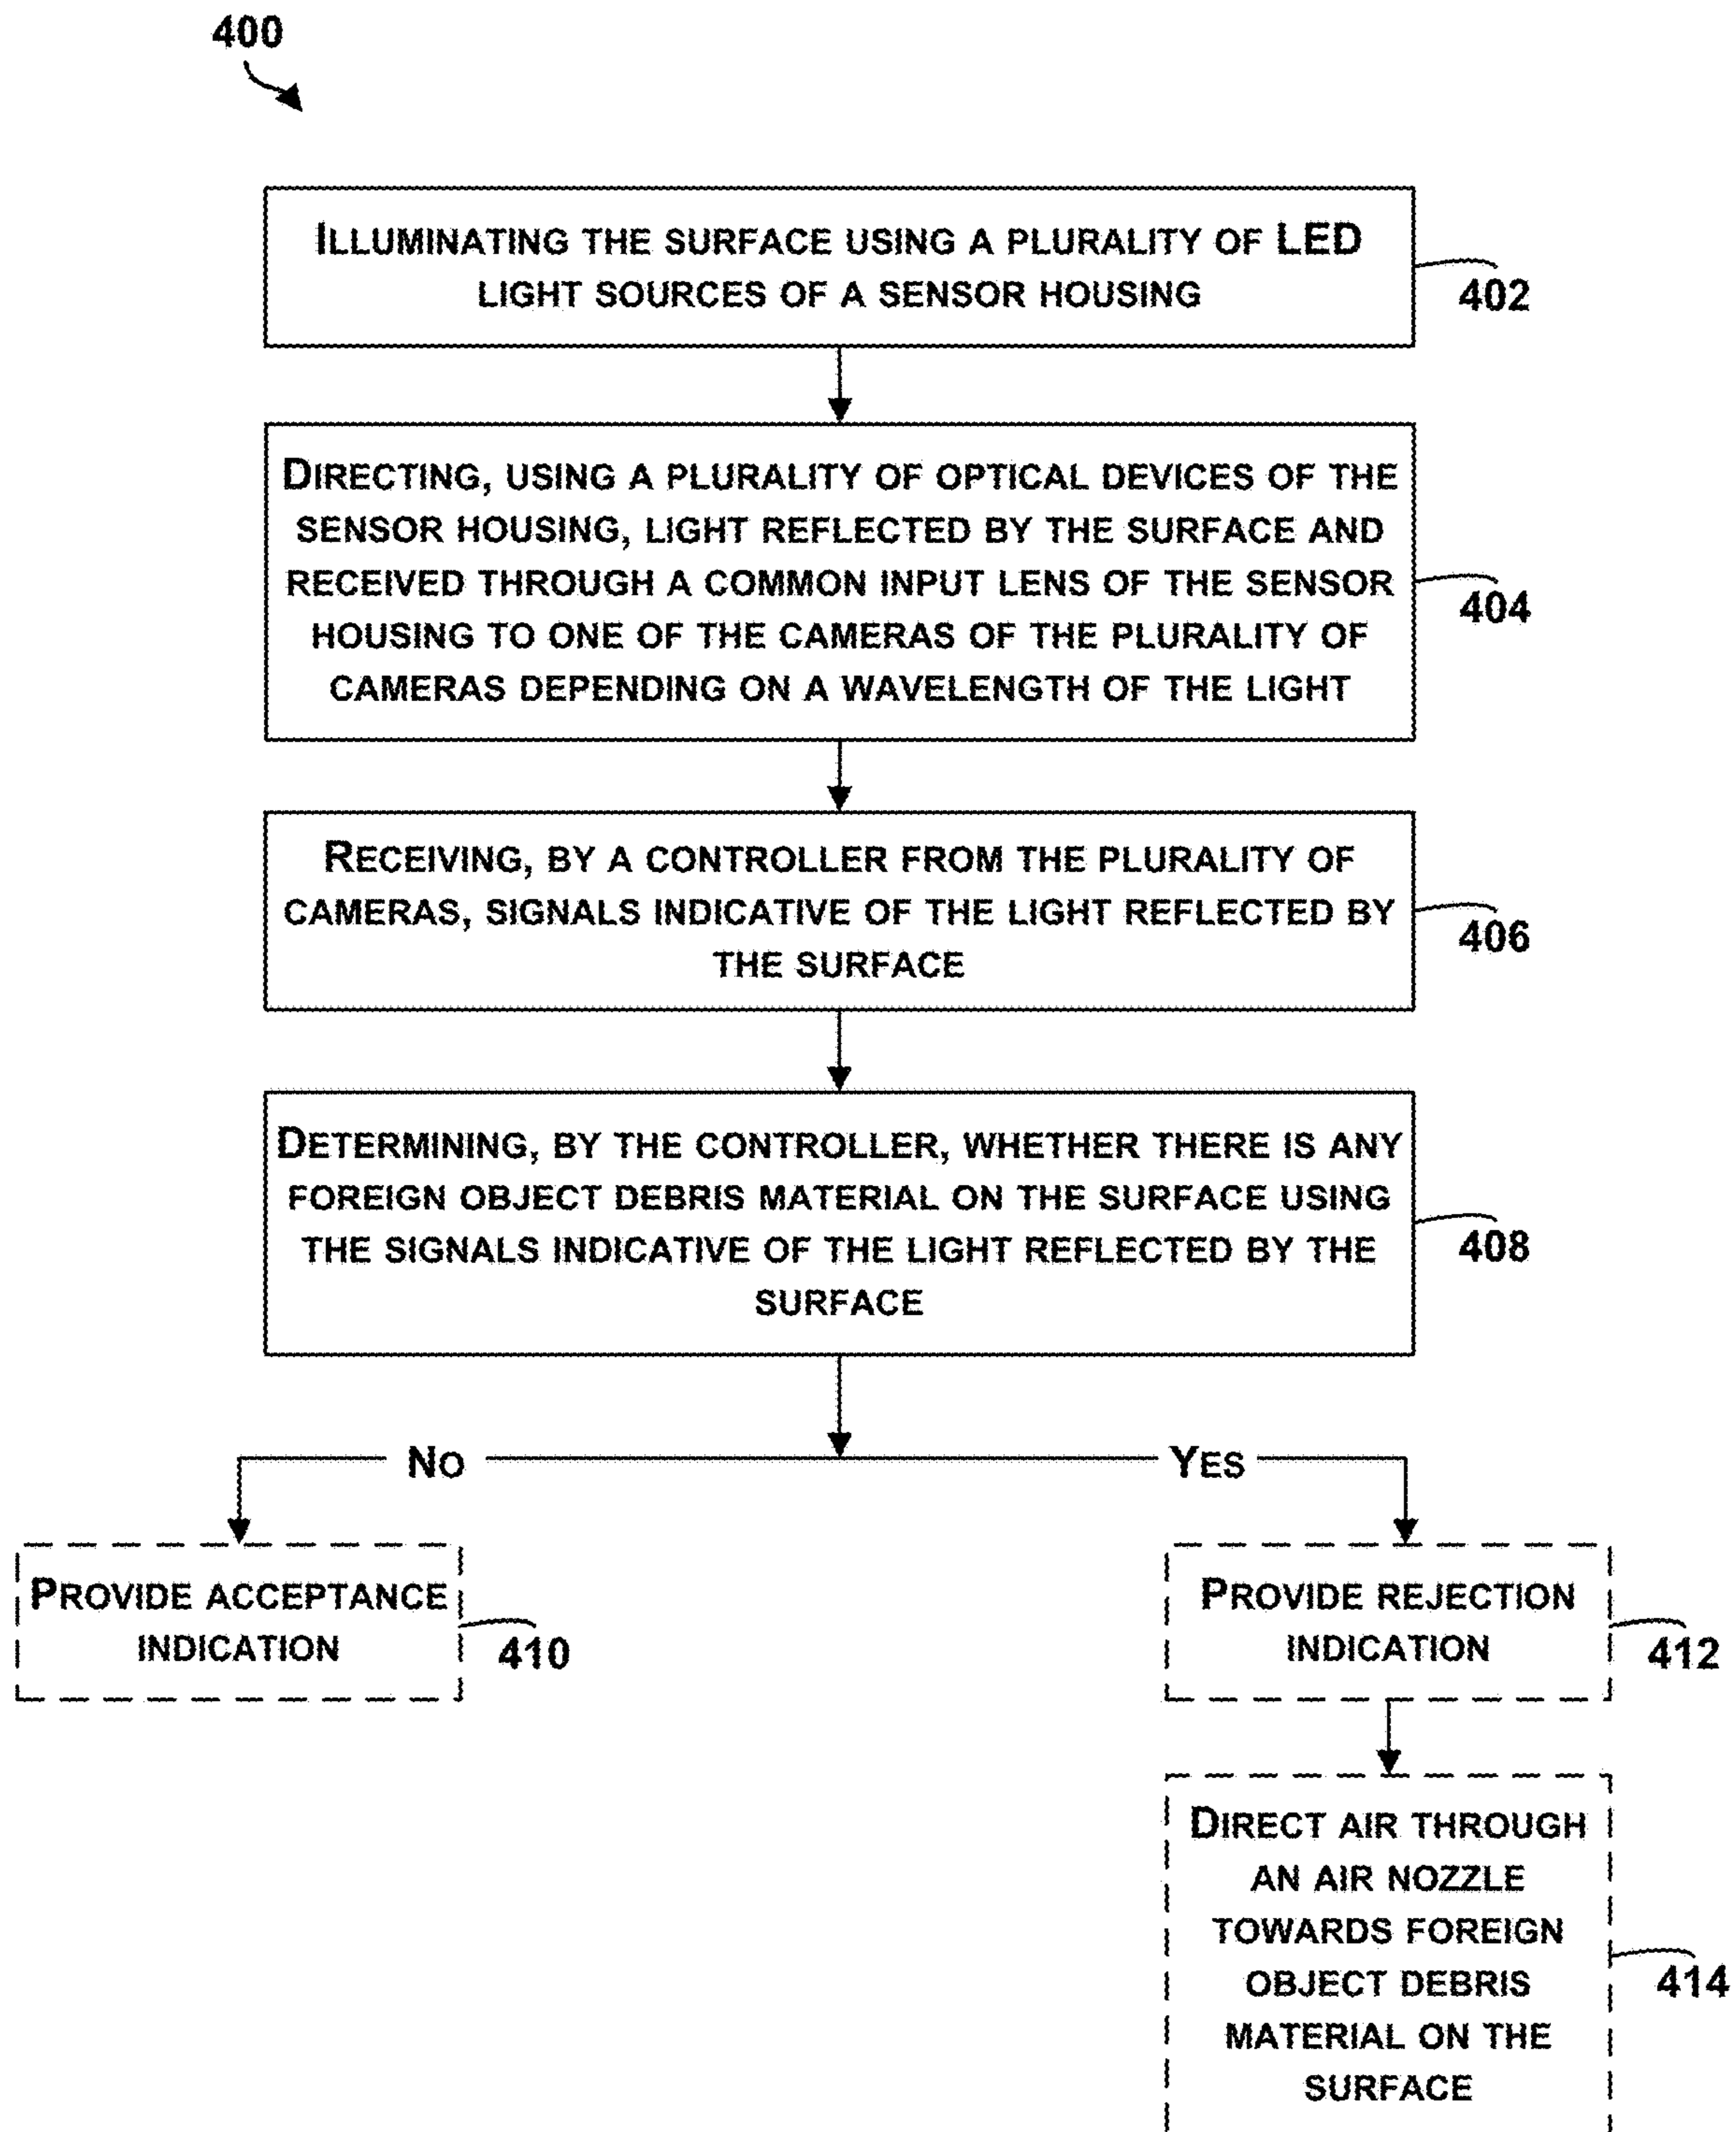 400
ILLUMINATING THE SURFACE USING A PLURALITY OF LED
LIGHT SOURCES OF A SENSOR HOUSING
402
DIRECTING, USING A PLURALITY OF OPTICAL DEVICES OF THE
SENSOR HOUSING, LIGHT REFLECTED BY THE SURFACE AND
RECEIVED THROUGH A COMMON INPUT LENS OF THE SENSOR
HOUSING TO ONE OF THE CAMERAS OF THE PLURALITY OF
CAMERAS DEPENDING ON A WAVELENGTH OF THE LIGHT
404
RECEIVING, BY A CONTROLLER FROM THE PLURALITY OF
CAMERAS, SIGNALS INDICATIVE OF THE LIGHT REFLECTED BY
THE SURFACE
406
DETERMINING, BY THE CONTROLLER, WHETHER THERE IS ANY
FOREIGN OBJECT DEBRIS MATERIAL ON THE SURFACE USING
THE SIGNALS INDICATIVE OF THE LIGHT REFLECTED BY THE
SURFACE
408
NO
YES
PROVIDE ACCEPTANCE
INDICATION
410
PROVIDE REJECTION
INDICATION
412
DIRECT AIR THROUGH
AN AIR NOZZLE
TOWARDS FOREIGN
OBJECT DEBRIS
MATERIAL ON THE
SURFACE
414